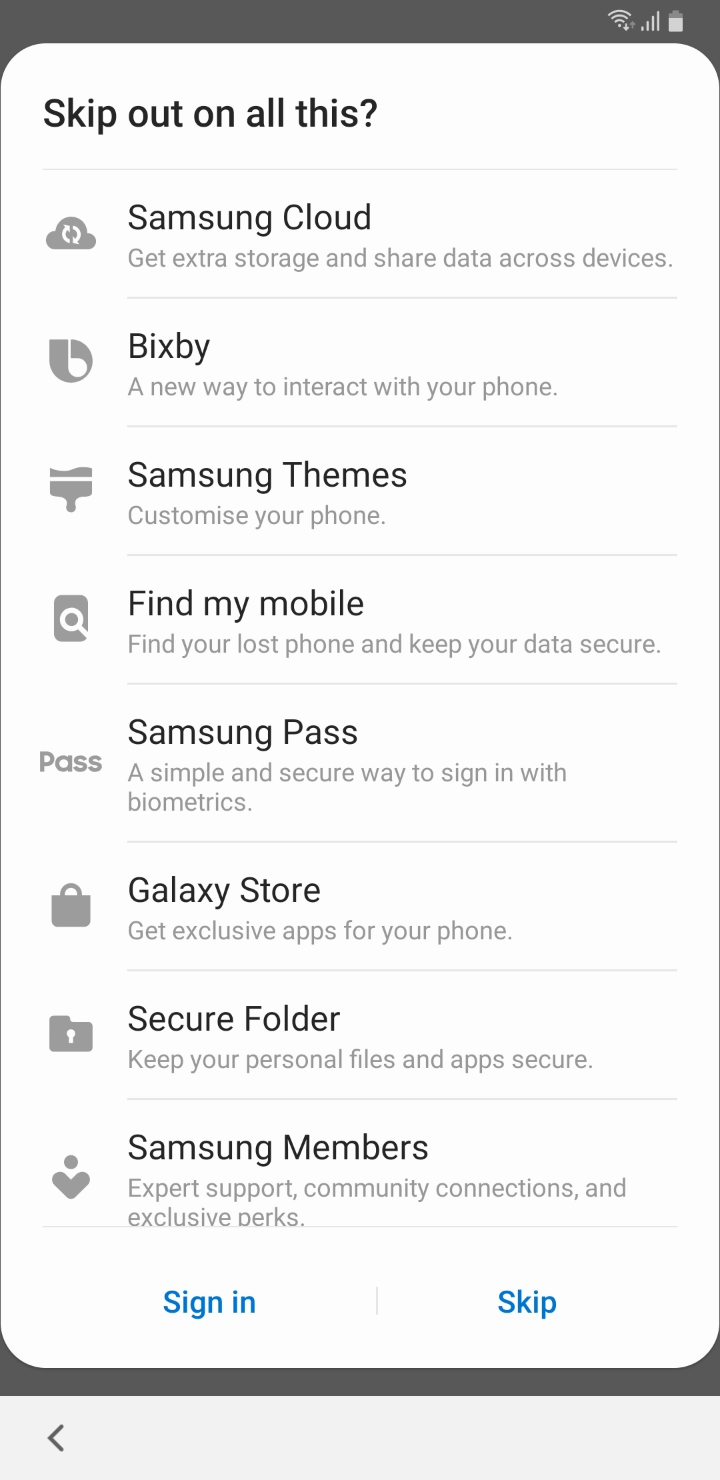 Skip out on all this?
Samsung Cloud
Get extra storage and share data across devices.
Bixby
A new way to interact with your phone.
Samsung Themes
Customise your phone.
Find my mobile
Find your lost phone and keep your data secure.
Pass
Samsung Pass
A simple and secure way to sign in with
biometrics.
Galaxy Store
Get exclusive apps for your phone.
Secure Folder
Keep your personal files and apps secure.
Samsung Members
Expert support, community connections, and
exclusive perks.
Sign in
Skip